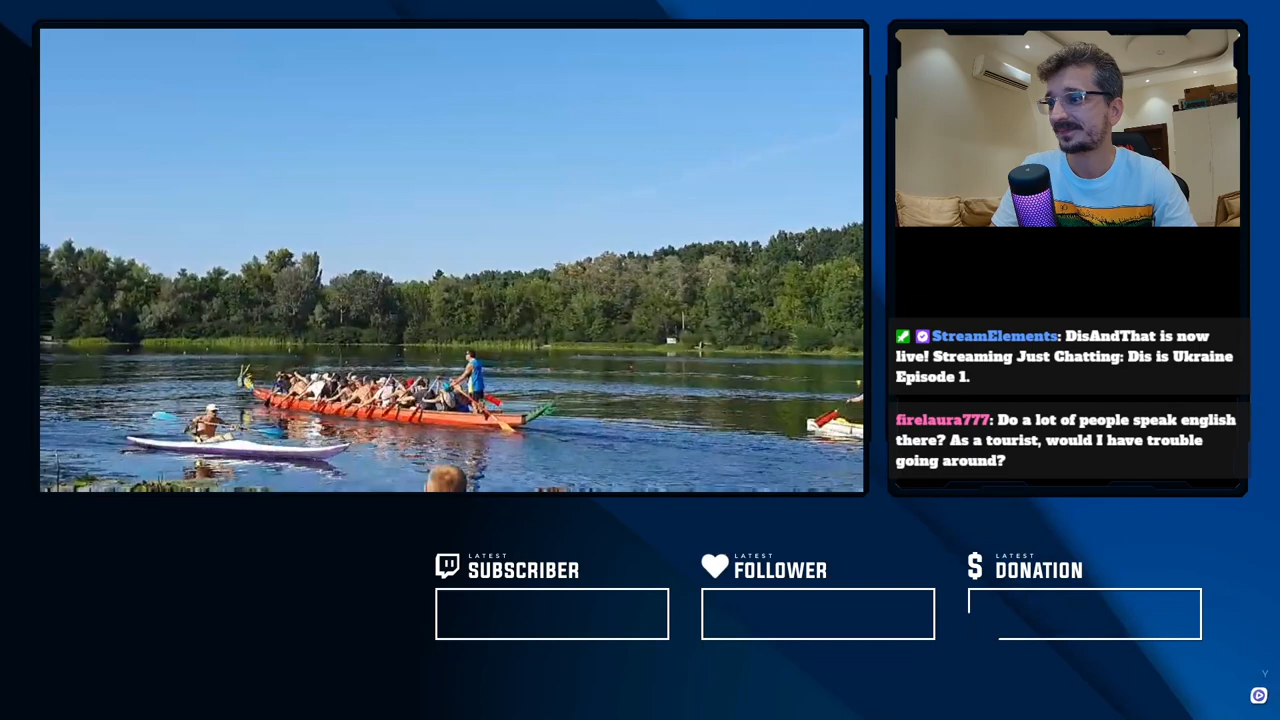 StreamElements: DisAndThat is now
live! Streaming Just Chatting: Dis is Ukraine
Episode 1.
firelaura777: Do a lot of people speak english
there? As a tourist, would I have trouble
going around?
LATEST
SUBSCRIBER
LATEST
FOLLOWER
LATEST
DONATION
Y